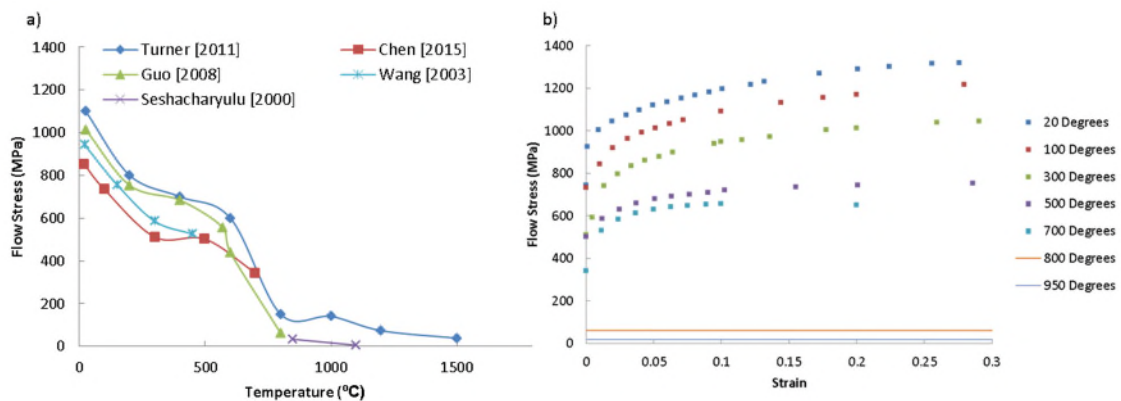 a)
Turner [2011]
Chen [2015]
Guo [2008]
Wang [2003]
Seshacharyulu [2000]
Flow Stress (MPa)
1400
1200
1000
800
600
400
200
0
0
500
1000
1500
Temperature (°C)
b)
Flow Stress (MPa)
1400
1200
1000
800
600
400
200
0
0
0.05
0.1
0.15
0.2
0.25
0.3
Strain
20 Degrees
100 Degrees
300 Degrees
500 Degrees
700 Degrees
800 Degrees
950 Degrees